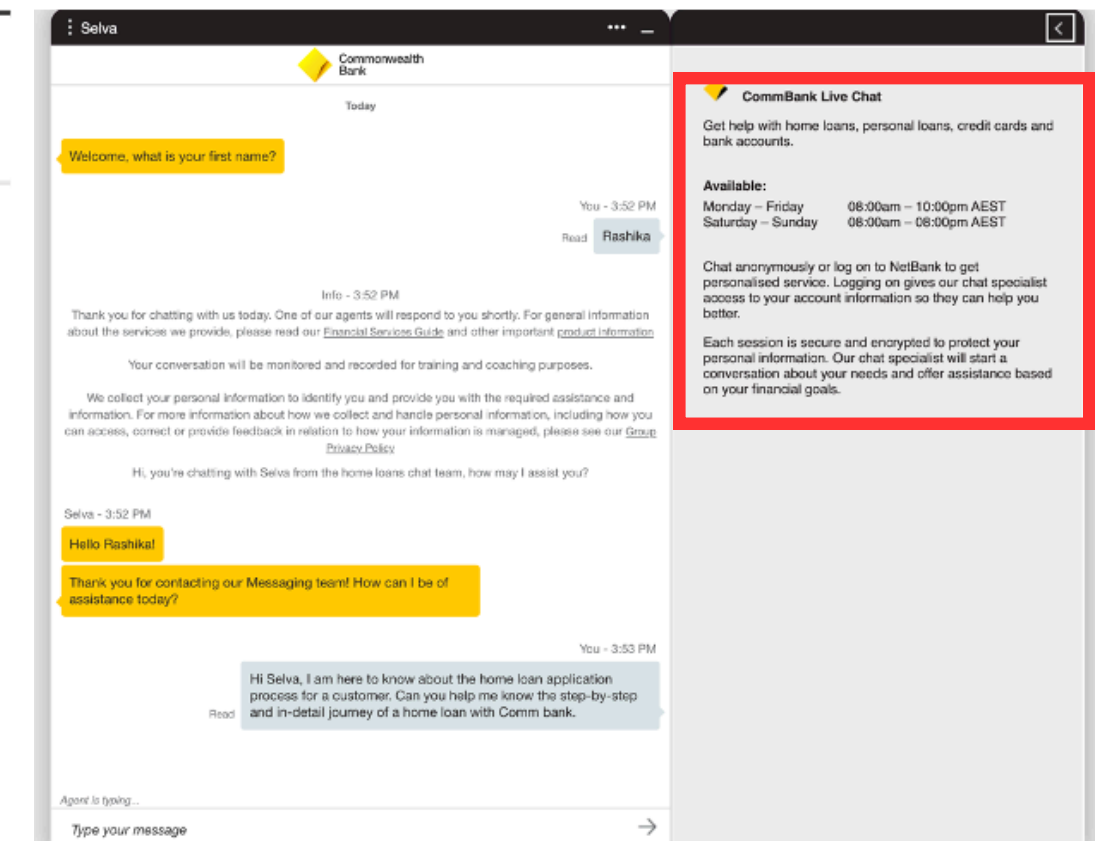 Selva
Commonwealth
Bank
Today
Welcome, what is your first name?
You - 3:52 PM
Read
Rashika
Info - 3:52 PM
Thank you for chatting with us today. One of our agents will respond to you shortly. For general information
about the services we provide, please read our Financial Services Guide and other important product information
Your conversation will be monitored and recorded for training and coaching purposes.
We collect your personal information to identify you and provide you with the required assistance and
information. For more information about how we collect and handle personal information, including how you
can access, correct or provide feedback in relation to how your information is managed, please see our Group
Privacy Policy
Hi, you're chatting with Selva from the home loans chat team, how may I assist you?
Selva - 3:52 PM
Hello Rashika!
Thank you for contacting our Messaging team! How can I be of
assistance today?
You - 3:53 PM
Hi Selva, I am here to know about the home loan application
process for a customer. Can you help me know the step-by-step
and in-detail journey of a home loan with Comm bank.
Read
Agent is typing...
Type your message
CommBank Live Chat
Get help with home loans, personal loans, credit cards and
bank accounts.
Available:
Monday – Friday 08:00am – 10:00pm AEST
Saturday – Sunday 08:00am – 08:00pm AEST
Chat anonymously or log on to NetBank to get
personalised service. Logging on gives our chat specialist
access to your account information so they can help you
better.
Each session is secure and encrypted to protect your
personal information. Our chat specialist will start a
conversation about your needs and offer assistance based
on your financial goals.